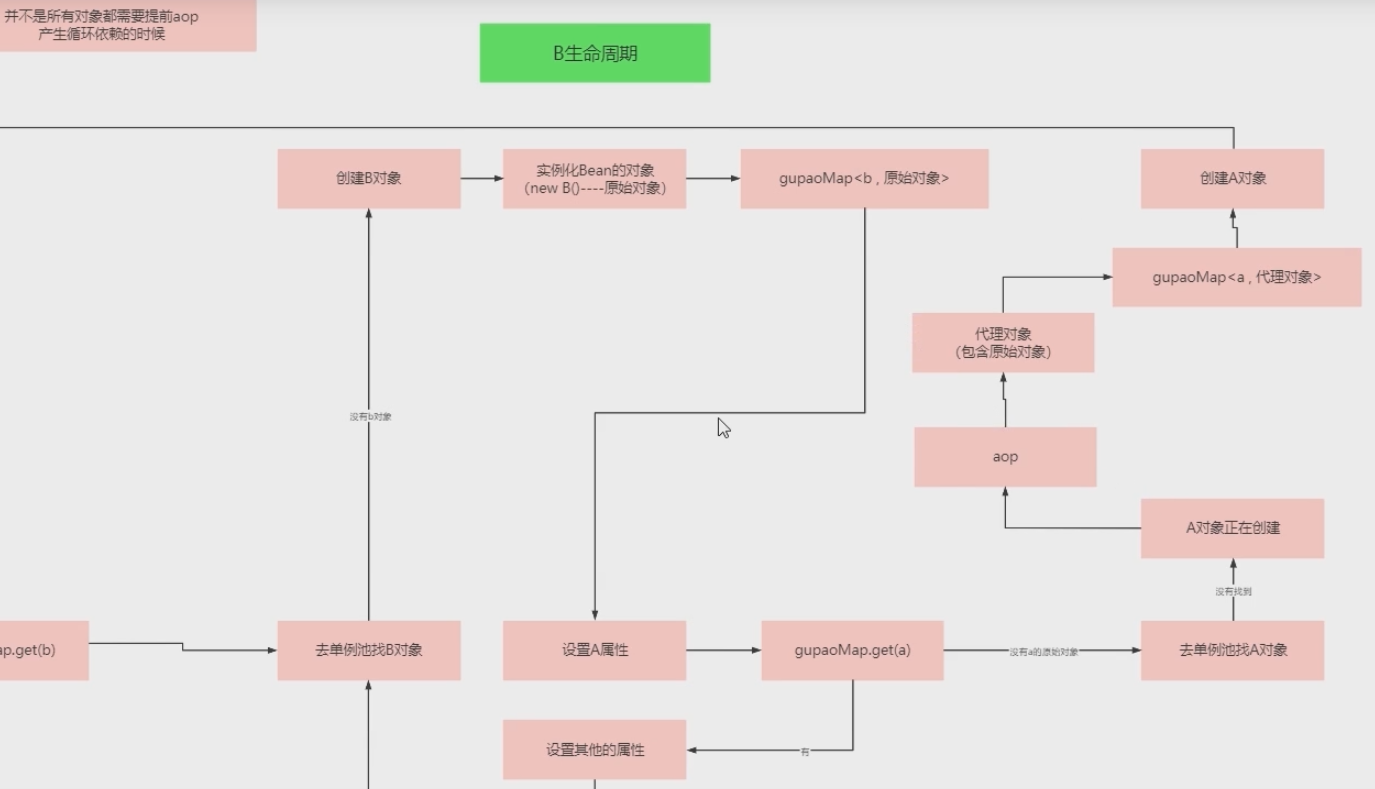 并不是所有对象都需要提前aop
产生循环依赖的时候
B生命周期
创建B对象
实例化Bean的对象
(new B()----原始对象)
gupaoMap<b , 原始对象>
创建A对象
gupaoMap<a , 代理对象>
代理对象
(包含原始对象)
没有b对象
aop
A对象正在创建
没有找到
ap.get(b)
去单例池找B对象
设置A属性
gupaoMap.get(a)
没有a的原始对象
去单例池找A对象
设置其他的属性
有